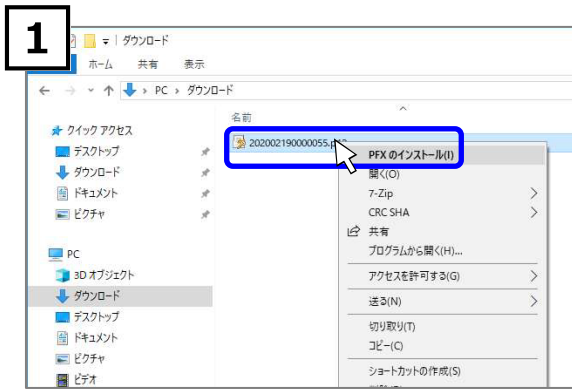 1
ダウンロード
ホーム 共有 表示
PC › ダウンロード
名前
クイック アクセス
デスクトップ
ダウンロード
ドキュメント
ピクチャ
PC
3D オブジェクト
ダウンロード
デスクトップ
ドキュメント
ピクチャ
ビデオ
202002190000055.p12
PFX のインストール(I)
開く(O)
7-Zip
CRC SHA
共有
プログラムから開く(H)...
アクセスを許可する(G)
送る(N)
切り取り(T)
コピー(C)
ショートカットの作成(S)